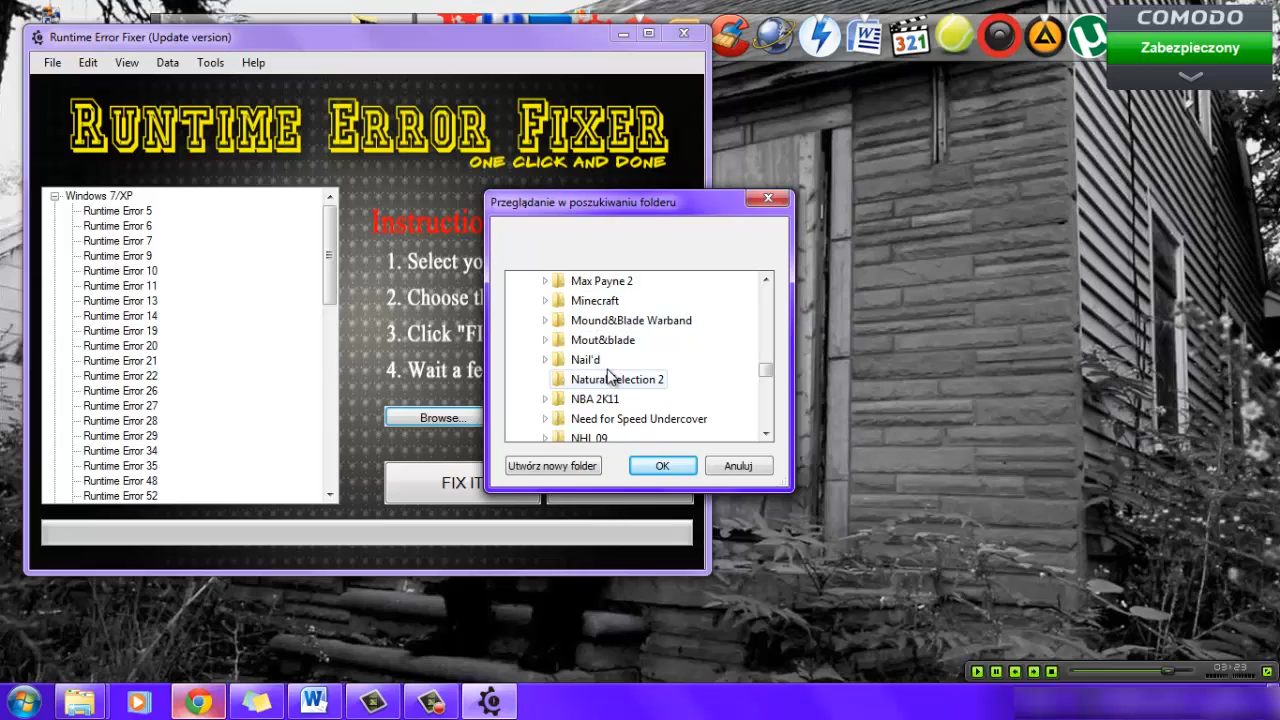 COMODO
Zabezpieczony
321
Runtime Error Fixer (Update version)
File Edit View Data Tools Help
Runtime Error Fixer
one click and done
Windows 7/XP
Runtime Error 5
Runtime Error 6
Runtime Error 7
Runtime Error 9
Runtime Error 10
Runtime Error 11
Runtime Error 13
Runtime Error 14
Runtime Error 19
Runtime Error 20
Runtime Error 21
Runtime Error 22
Runtime Error 26
Runtime Error 27
Runtime Error 28
Runtime Error 29
Runtime Error 34
Runtime Error 35
Runtime Error 48
Runtime Error 52
Instructio
1. Select yo
2. Choose t
3. Click "FI
4. Wait a fe
Browse...
FIX IT
Przeglądanie w poszukiwaniu folderu
Max Payne 2
Minecraft
Mound&Blade Warband
Mout&blade
Nail'd
Natural Selection 2
NBA 2K11
Need for Speed Undercover
NHL 09
Utwórz nowy folder OK Anuluj
03:23